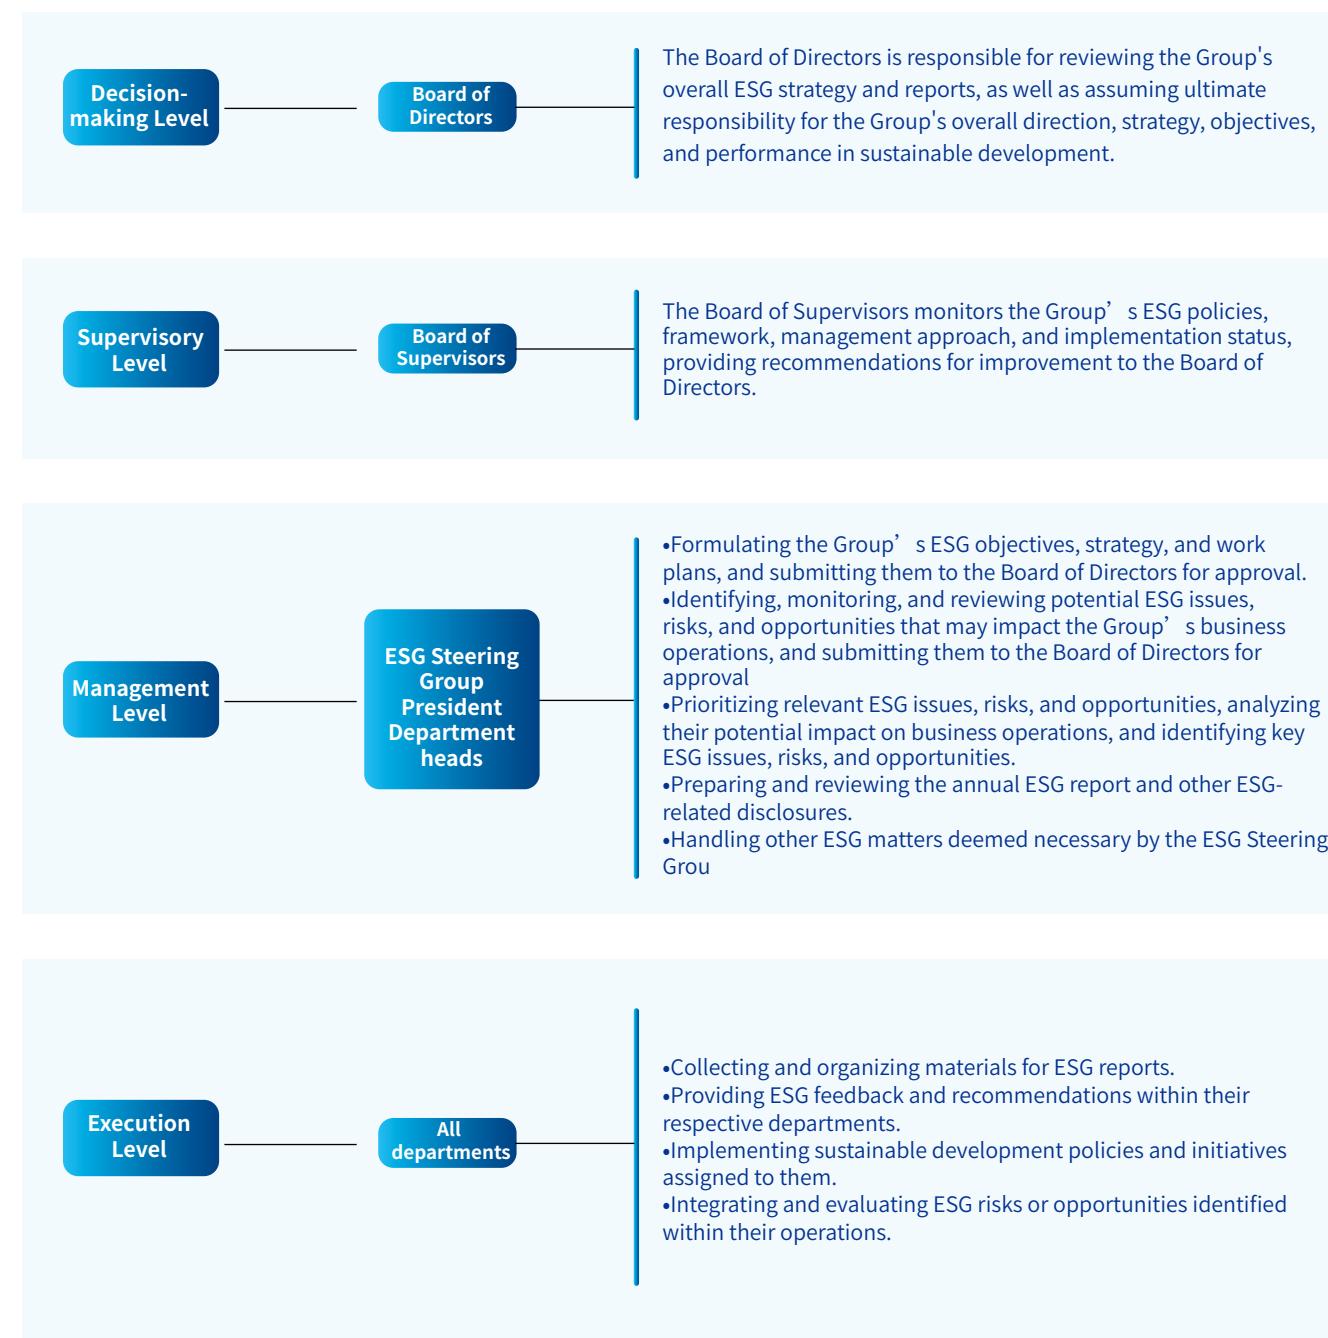 Decision-
making Level
Board of
Directors
The Board of Directors is responsible for reviewing the Group's
overall ESG strategy and reports, as well as assuming ultimate
responsibility for the Group's overall direction, strategy, objectives,
and performance in sustainable development.
Supervisory
Level
Board of
Supervisors
The Board of Supervisors monitors the Group’s ESG policies,
framework, management approach, and implementation status,
providing recommendations for improvement to the Board of
Directors.
Management
Level
ESG Steering
Group
President
Department
heads
•Formulating the Group’s ESG objectives, strategy, and work
plans, and submitting them to the Board of Directors for approval.
•Identifying, monitoring, and reviewing potential ESG issues,
risks, and opportunities that may impact the Group’s business
operations, and submitting them to the Board of Directors for
approval
•Prioritizing relevant ESG issues, risks, and opportunities, analyzing
their potential impact on business operations, and identifying key
ESG issues, risks, and opportunities.
•Preparing and reviewing the annual ESG report and other ESG-
related disclosures.
•Handling other ESG matters deemed necessary by the ESG Steering
Grou
Execution
Level
All
departments
•Collecting and organizing materials for ESG reports.
•Providing ESG feedback and recommendations within their
respective departments.
•Implementing sustainable development policies and initiatives
assigned to them.
•Integrating and evaluating ESG risks or opportunities identified
within their operations.